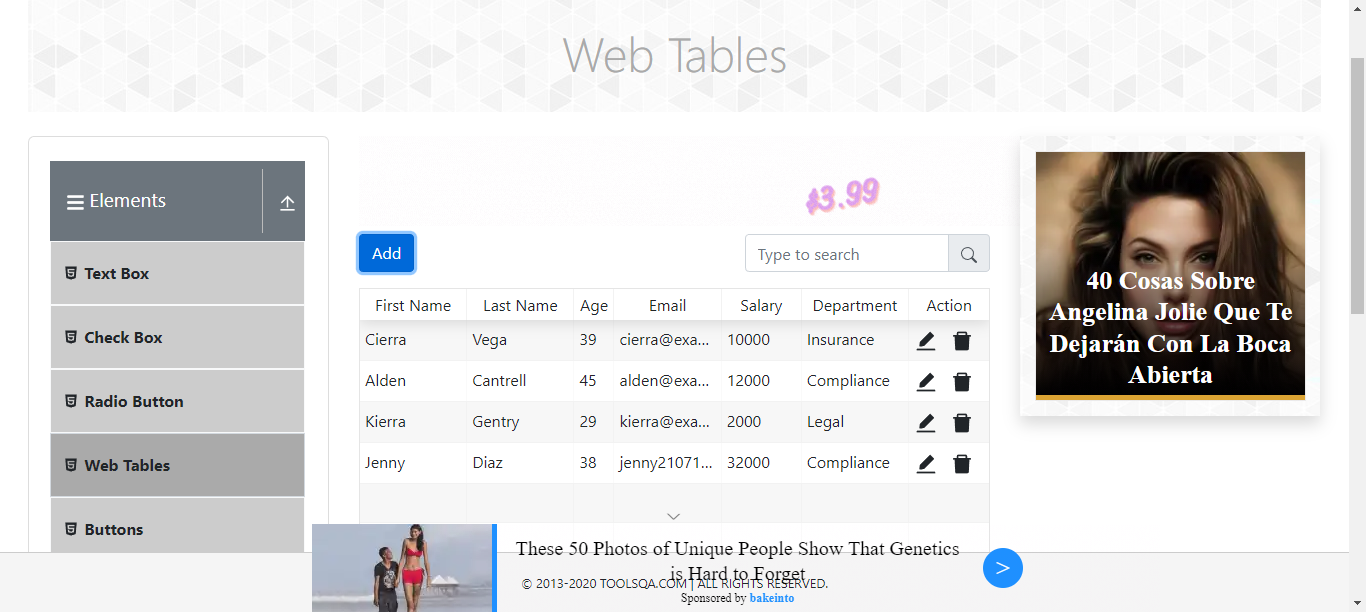 Web Tables
Elements
Text Box
Check Box
Radio Button
Web Tables
Buttons
$3.99
Add
Type to search
First Name Last Name Age Email Salary Department Action
Cierra Vega 39 cierra@exa... 10000 Insurance
Alden Cantrell 45 alden@exa... 12000 Compliance
Kierra Gentry 29 kierra@exa... 2000 Legal
Jenny Diaz 38 jenny21071... 32000 Compliance
40 Cosas Sobre
Angelina Jolie Que Te
Dejarán Con La Boca
Abierta
These 50 Photos of Unique People Show That Genetics
is Hard to Forget
>
© 2013-2020 TOOLSQA.COM | ALL RIGHTS RESERVED.
Sponsored by bakeinto